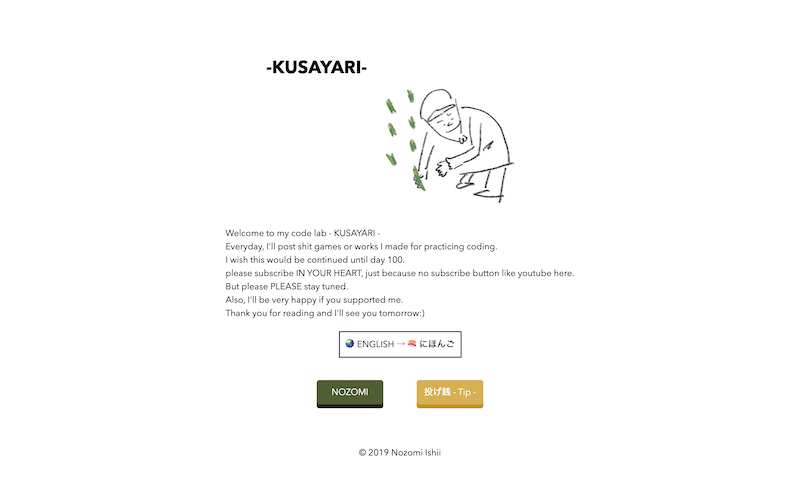 -KUSAYARI-
Welcome to my code lab - KUSAYARI -
Everyday, I'll post shit games or works I made for practicing coding.
I wish this would be continued until day 100.
please subscribe IN YOUR HEART, just because no subscribe button like youtube here.
But please PLEASE stay tuned.
Also, I'll be very happy if you supported me.
Thank you for reading and I'll see you tomorrow:)
🌏 ENGLISH → 🍣 にほんご
NOZOMI
投げ銭 - Tip -
© 2019 Nozomi Ishii